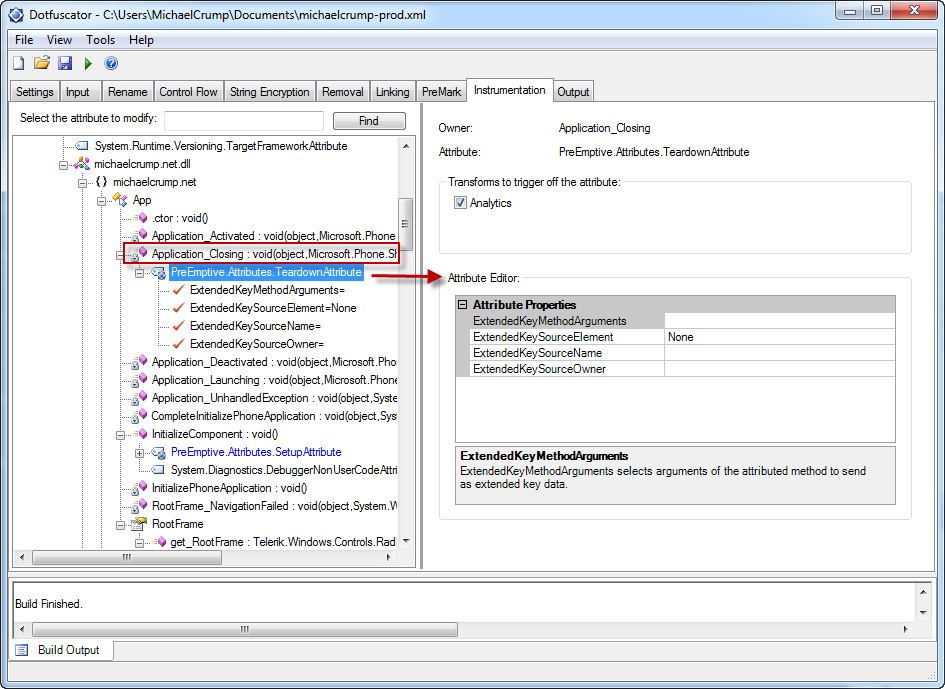 Dotfuscator - C:\Users\MichaelCrump\Documents\michaelcrump-prod.xml
File View Tools Help
Settings Input Rename Control Flow String Encryption Removal Linking PreMark Instrumentation Output
Select the attribute to modify: Find
System.Runtime.Versioning.TargetFrameworkAttribute
michaelcrump.net.dll
{} michaelcrump.net
App
.ctor : void()
Application_Activated : void(object,Microsoft.Phone
Application_Closing : void(object,Microsoft.Phone.Sh
PreEmptive.Attributes.TeardownAttribute
ExtendedKeyMethodArguments=
ExtendedKeySourceElement=None
ExtendedKeySourceName=
ExtendedKeySourceOwner=
Application_Deactivated : void(object,Microsoft.Pho
Application_Launching : void(object,Microsoft.Phone
Application_UnhandledException : void(object,Syste
CompleteInitializePhoneApplication : void(object,Sys
InitializeComponent : void()
PreEmptive.Attributes.SetupAttribute
System.Diagnostics.DebuggerNonUserCodeAttri
InitializePhoneApplication : void()
RootFrame_NavigationFailed : void(object,System.W
RootFrame
get_RootFrame : Telerik.Windows.Controls.Rad
Owner: Application_Closing
Attribute: PreEmptive.Attributes.TeardownAttribute
Transforms to trigger off the attribute:
Analytics
Attribute Editor:
Attribute Properties
ExtendedKeyMethodArguments
ExtendedKeySourceElement None
ExtendedKeySourceName
ExtendedKeySourceOwner
ExtendedKeyMethodArguments
ExtendedKeyMethodArguments selects arguments of the attributed method to send
as extended key data.
Build Finished.
Build Output